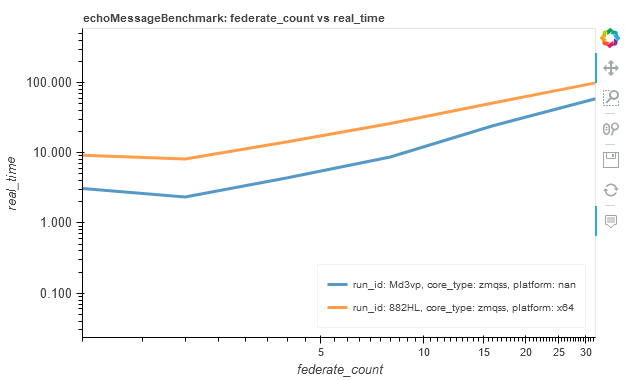 echoMessageBenchmark: federate_count vs real_time
100.000
10.000
1.000
0.100
real_time
run_id: Md3vp, core_type: zmqss, platform: nan
run_id: 882HL, core_type: zmqss, platform: x64
5 10 15 20 25 30
federate_count